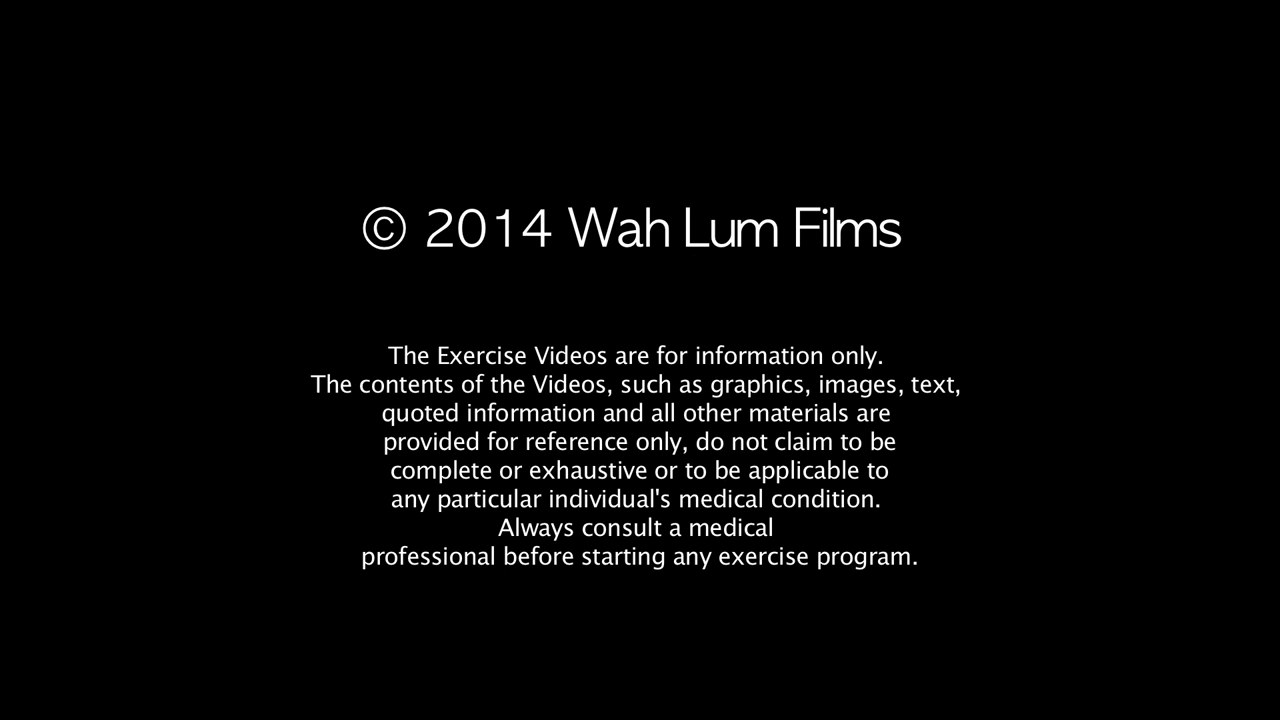 © 2014 Wah Lum Films
The Exercise Videos are for information only.
The contents of the Videos, such as graphics, images, text,
quoted information and all other materials are
provided for reference only, do not claim to be
complete or exhaustive or to be applicable to
any particular individual's medical condition.
Always consult a medical
professional before starting any exercise program.